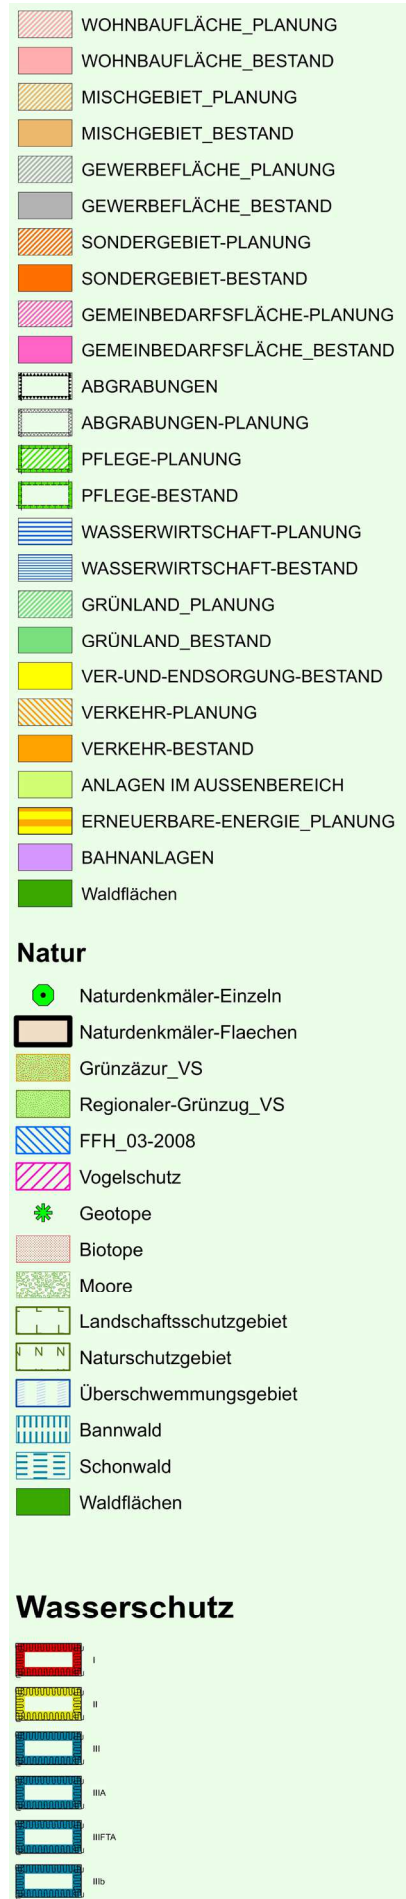 WOHNBAUFLÄCHE_PLANUNG
WOHNBAUFLÄCHE_BESTAND
MISCHGEBIET_PLANUNG
MISCHGEBIET_BESTAND
GEWERBEFLÄCHE_PLANUNG
GEWERBEFLÄCHE_BESTAND
SONDERGEBIET-PLANUNG
SONDERGEBIET-BESTAND
GEMEINBEDARFSFLÄCHE-PLANUNG
GEMEINBEDARFSFLÄCHE_BESTAND
ABGRABUNGEN
ABGRABUNGEN-PLANUNG
PFLEGE-PLANUNG
PFLEGE-BESTAND
WASSERWIRTSCHAFT-PLANUNG
WASSERWIRTSCHAFT-BESTAND
GRÜNLAND_PLANUNG
GRÜNLAND_BESTAND
VER-UND-ENDSORGUNG-BESTAND
VERKEHR-PLANUNG
VERKEHR-BESTAND
ANLAGEN IM AUSSENBEREICH
ERNEUERBARE-ENERGIE_PLANUNG
BAHNANLAGEN
Waldflächen
Natur
Naturdenkmäler-Einzeln
Naturdenkmäler-Flaechen
Grünzäzur_VS
Regionaler-Grünzug_VS
FFH_03-2008
Vogelschutz
Geotope
Biotope
Moore
Landschaftsschutzgebiet
N N N Naturschutzgebiet
Überschwemmungsgebiet
Bannwald
Schonwald
Waldflächen
Wasserschutz
I
II
III
IIIA
IIIFTA
IIIb